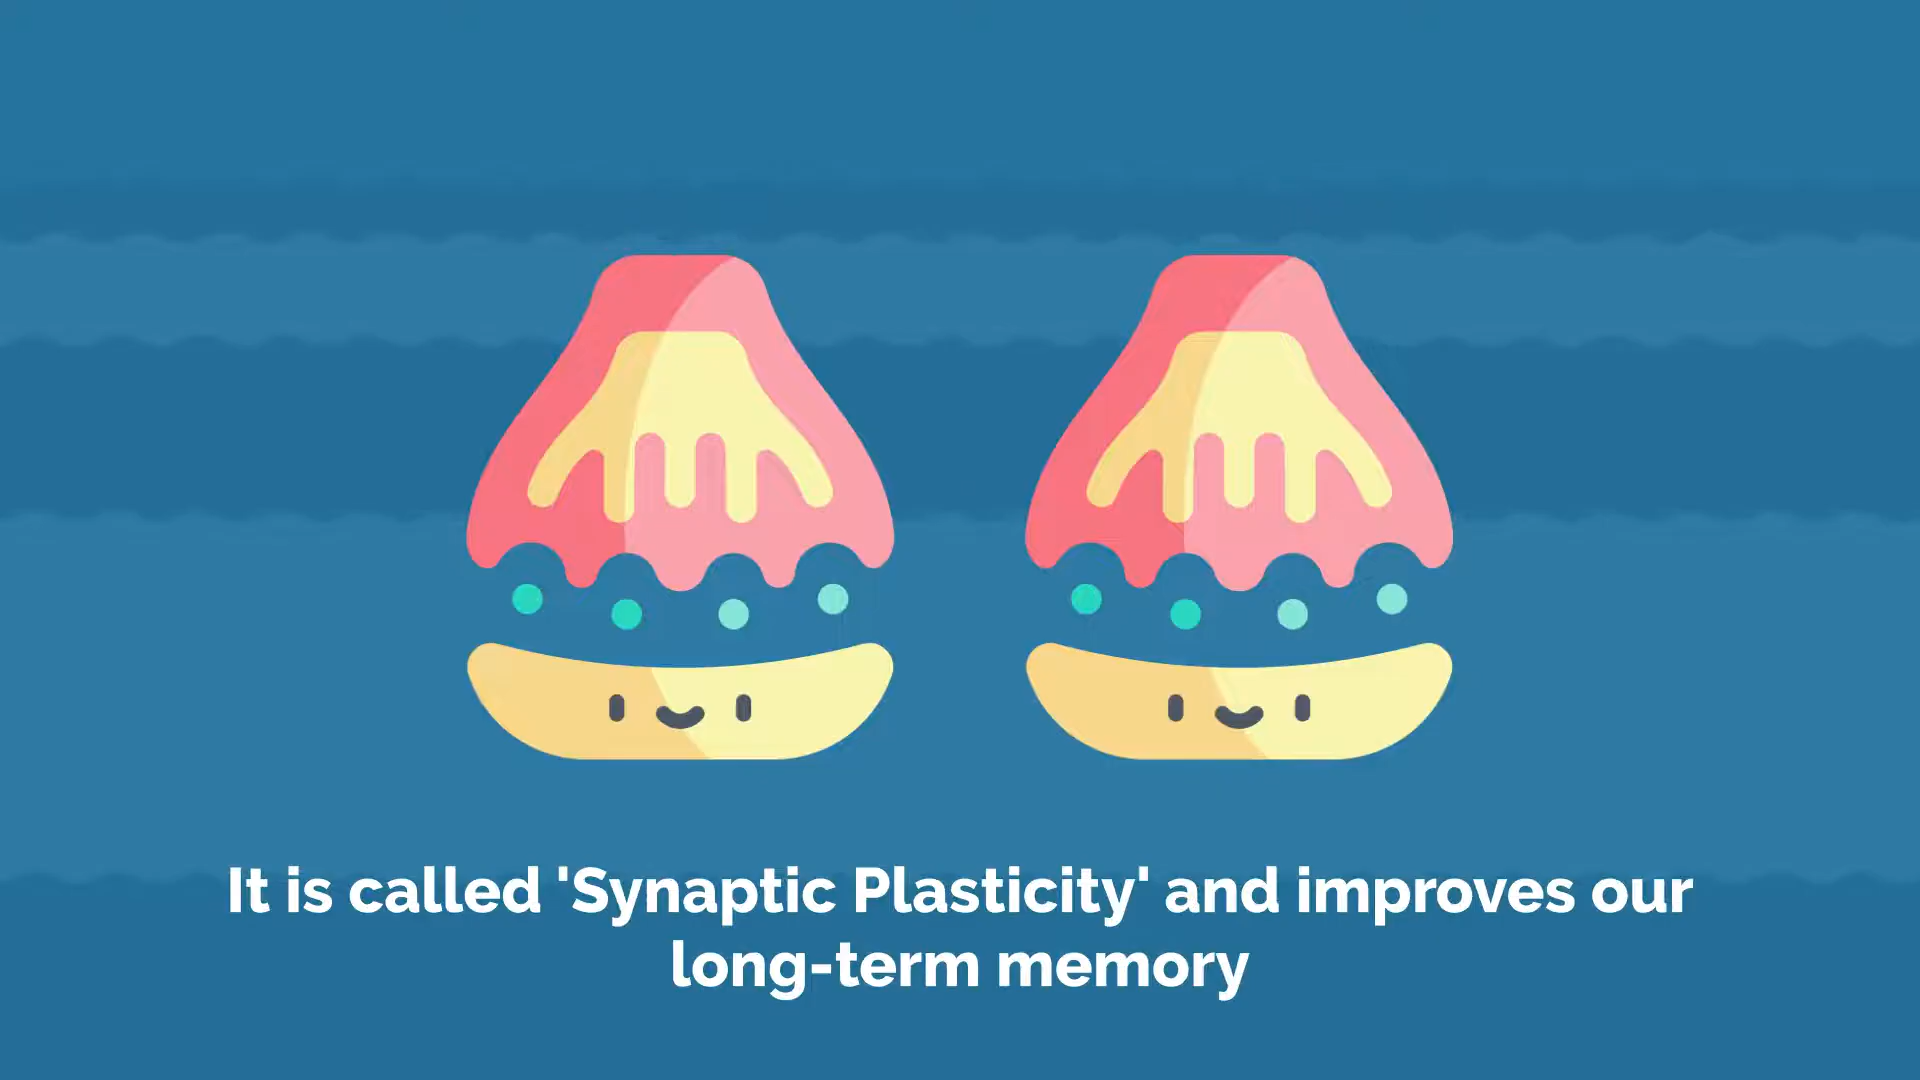 It is called 'Synaptic Plasticity' and improves our
long-term memory